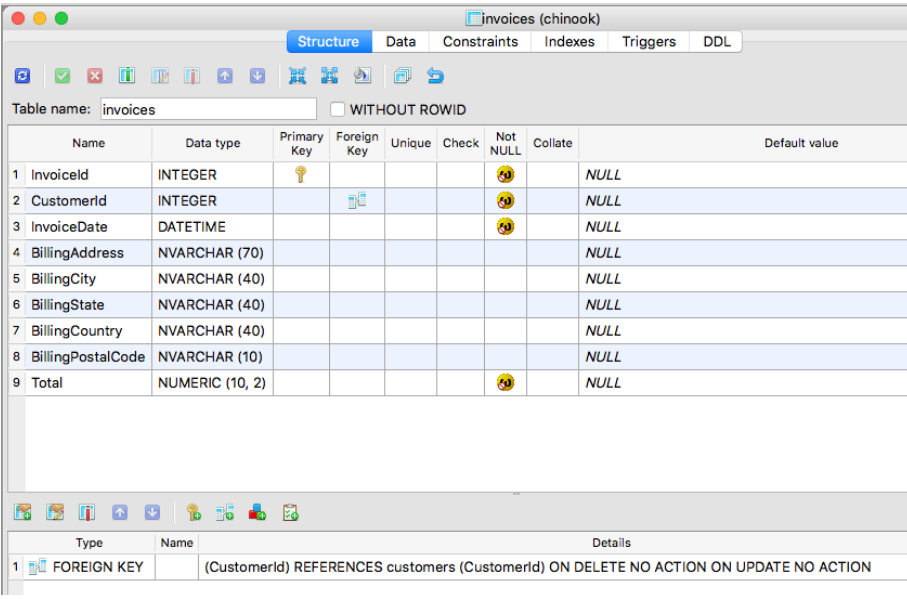 invoices (chinook)
Structure Data Constraints Indexes Triggers DDL
Table name: invoices WITHOUT ROWID
Name Data type Primary Key Foreign Key Unique Check Not NULL Collate Default value
1 InvoiceId INTEGER NULL
2 CustomerId INTEGER NULL
3 InvoiceDate DATETIME NULL
4 BillingAddress NVARCHAR (70) NULL
5 BillingCity NVARCHAR (40) NULL
6 BillingState NVARCHAR (40) NULL
7 BillingCountry NVARCHAR (40) NULL
8 BillingPostalCode NVARCHAR (10) NULL
9 Total NUMERIC (10, 2) NULL
Type Name Details
1 FOREIGN KEY (CustomerId) REFERENCES customers (CustomerId) ON DELETE NO ACTION ON UPDATE NO ACTION